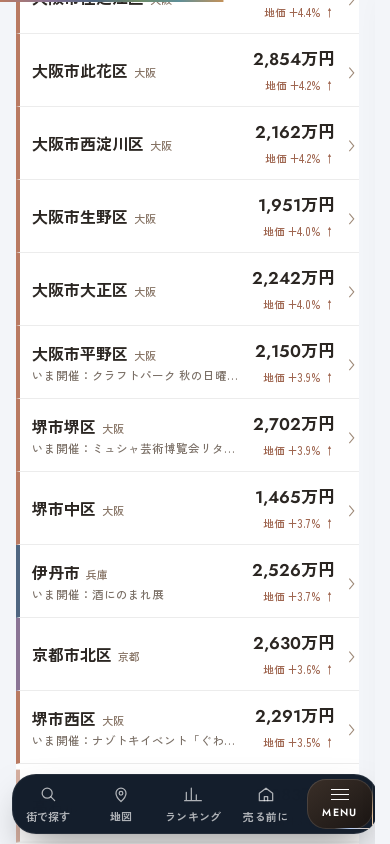 地価 +4.4% ↑
大阪市此花区 大阪
2,854万円
地価 +4.2% ↑
大阪市西淀川区 大阪
2,162万円
地価 +4.2% ↑
大阪市生野区 大阪
1,951万円
地価 +4.0% ↑
大阪市大正区 大阪
2,242万円
地価 +4.0% ↑
大阪市平野区 大阪
いま開催：クラフトパーク 秋の日曜…
2,150万円
地価 +3.9% ↑
堺市堺区 大阪
いま開催：ミュシャ芸術博覧会リタ…
2,702万円
地価 +3.9% ↑
堺市中区 大阪
1,465万円
地価 +3.7% ↑
伊丹市 兵庫
いま開催：酒にのまれ展
2,526万円
地価 +3.7% ↑
京都市北区 京都
2,630万円
地価 +3.6% ↑
堺市西区 大阪
いま開催：ナゾトキイベント「ぐわ…
2,291万円
地価 +3.5% ↑
街で探す
地図
ランキング
売る前に
MENU